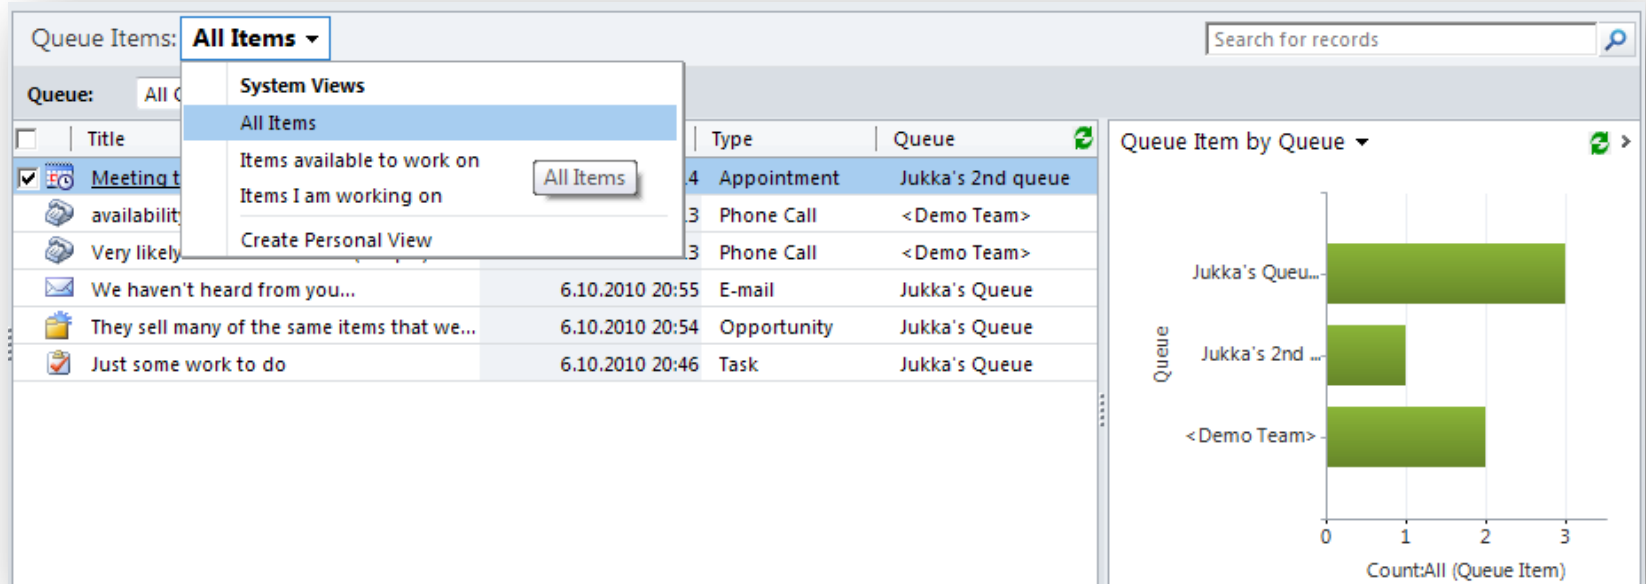 Queue Items: All Items
Search for records
Queue: All
System Views
All Items
Items available to work on
Items I am working on
Create Personal View
All Items
Title Type Queue
Meeting 4 Appointment Jukka's 2nd queue
availability 13 Phone Call <Demo Team>
Very likely 13 Phone Call <Demo Team>
We haven't heard from you... 6.10.2010 20:55 E-mail Jukka's Queue
They sell many of the same items that we... 6.10.2010 20:54 Opportunity Jukka's Queue
Just some work to do 6.10.2010 20:46 Task Jukka's Queue
Queue Item by Queue
Queue
Jukka's Queu...
Jukka's 2nd ...
<Demo Team>
0 1 2 3
Count:All (Queue Item)